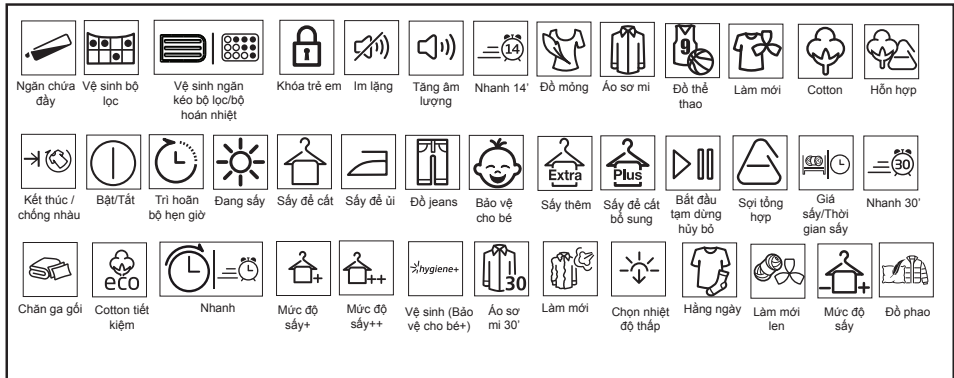 14
9
Ngăn chứa đầy
Vệ sinh bộ lọc
Vệ sinh ngăn kéo bộ lọc/bộ hoán nhiệt
Khóa trẻ em
Im lặng
Tăng âm lượng
Nhanh 14'
Đồ mỏng
Áo sơ mi
Đồ thể thao
Làm mới
Cotton
Hỗn hợp
Extra
Plus
30
Kết thúc / chống nhàu
Bật/Tắt
Trì hoãn bộ hẹn giờ
Đang sấy
Sấy để cất
Sấy để ủi
Đồ jeans
Bảo vệ cho bé
Sấy thêm
Sấy để cất bổ sung
Bắt đầu tạm dừng hủy bỏ
Sợi tổng hợp
Giá sấy/Thời gian sấy
Nhanh 30'
eco
+
++
hygiene+
30
- +
Chăn ga gối
Cotton tiết kiệm
Nhanh
Mức độ sấy+
Mức độ sấy++
Vệ sinh (Bảo vệ cho bé+)
Áo sơ mi 30'
Làm mới
Chọn nhiệt độ thấp
Hằng ngày
Làm mới len
Mức độ sấy
Đồ phao